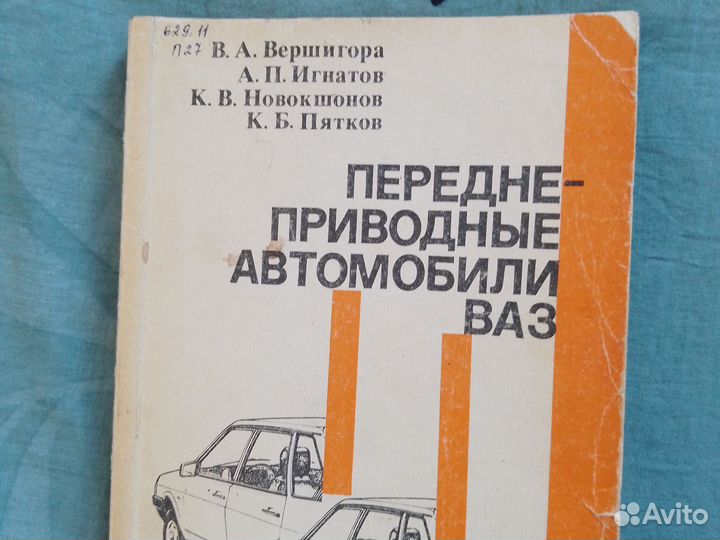 629.11
П27
В. А. Вершигора
А. П. Игнатов
К. В. Новокшонов
К. Б. Пятков
ПЕРЕДНЕ-
ПРИВОДНЫЕ
АВТОМОБИЛИ
ВАЗ
Avito